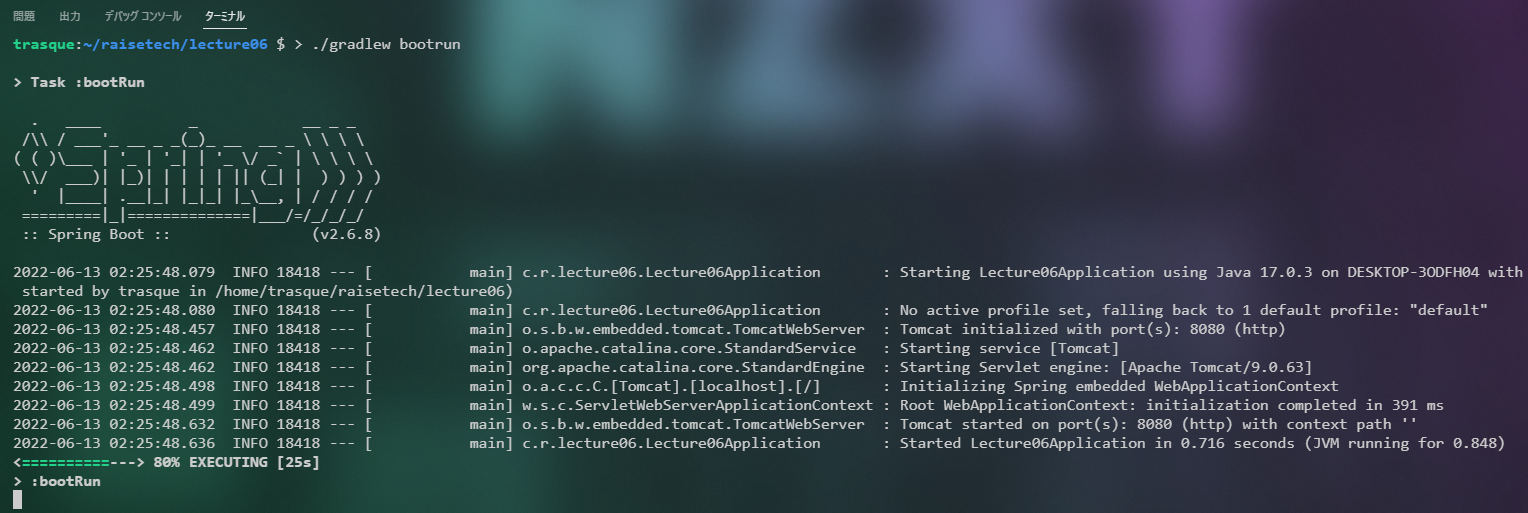 問題 出力 デバッグ コンソール ターミナル
trasque:~/raisetech/lecture06 $ > ./gradlew bootrun
> Task :bootRun
  .   ____          _            __ _ _
 /\\ / ___'_ __ _ _(_)_ __  __ _ \ \ \ \
( ( )\___ | '_ | '_| | '_ \/ _` | \ \ \ \
 \\/  ___)| |_)| | | | | || (_| |  ) ) ) )
  '  |____| .__|_| |_|_| |_\__, | / / / /
 =========|_|==============|___/=/_/_/_/
 :: Spring Boot ::                (v2.6.8)
2022-06-13 02:25:48.079  INFO 18418 --- [           main] c.r.lecture06.Lecture06Application       : Starting Lecture06Application using Java 17.0.3 on DESKTOP-3ODFH04 with
 started by trasque in /home/trasque/raisetech/lecture06)
2022-06-13 02:25:48.080  INFO 18418 --- [           main] c.r.lecture06.Lecture06Application       : No active profile set, falling back to 1 default profile: "default"
2022-06-13 02:25:48.457  INFO 18418 --- [           main] o.s.b.w.embedded.tomcat.TomcatWebServer  : Tomcat initialized with port(s): 8080 (http)
2022-06-13 02:25:48.462  INFO 18418 --- [           main] o.apache.catalina.core.StandardService   : Starting service [Tomcat]
2022-06-13 02:25:48.462  INFO 18418 --- [           main] org.apache.catalina.core.StandardEngine  : Starting Servlet engine: [Apache Tomcat/9.0.63]
2022-06-13 02:25:48.498  INFO 18418 --- [           main] o.a.c.c.C.[Tomcat].[localhost].[/]       : Initializing Spring embedded WebApplicationContext
2022-06-13 02:25:48.499  INFO 18418 --- [           main] w.s.c.ServletWebServerApplicationContext : Root WebApplicationContext: initialization completed in 391 ms
2022-06-13 02:25:48.632  INFO 18418 --- [           main] o.s.b.w.embedded.tomcat.TomcatWebServer  : Tomcat started on port(s): 8080 (http) with context path ''
2022-06-13 02:25:48.636  INFO 18418 --- [           main] c.r.lecture06.Lecture06Application       : Started Lecture06Application in 0.716 seconds (JVM running for 0.848)
<==========---> 80% EXECUTING [25s]
> :bootRun